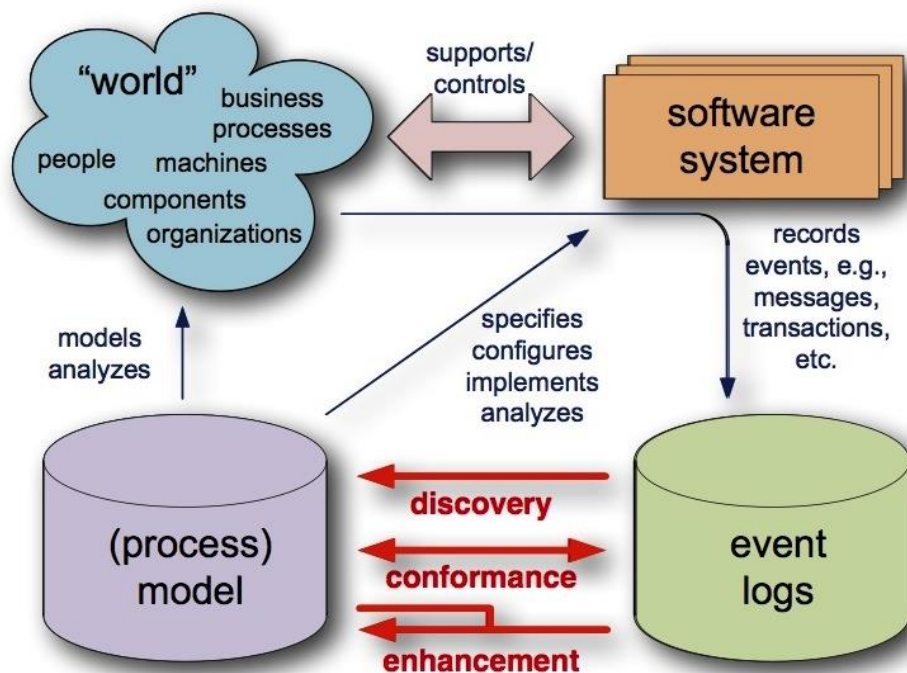 “world”
business
processes
people
machines
components
organizations
supports/
controls
software
system
records
events, e.g.,
messages,
transactions,
etc.
models
analyzes
specifies
configures
implements
analyzes
(process)
model
discovery
conformance
enhancement
event
logs